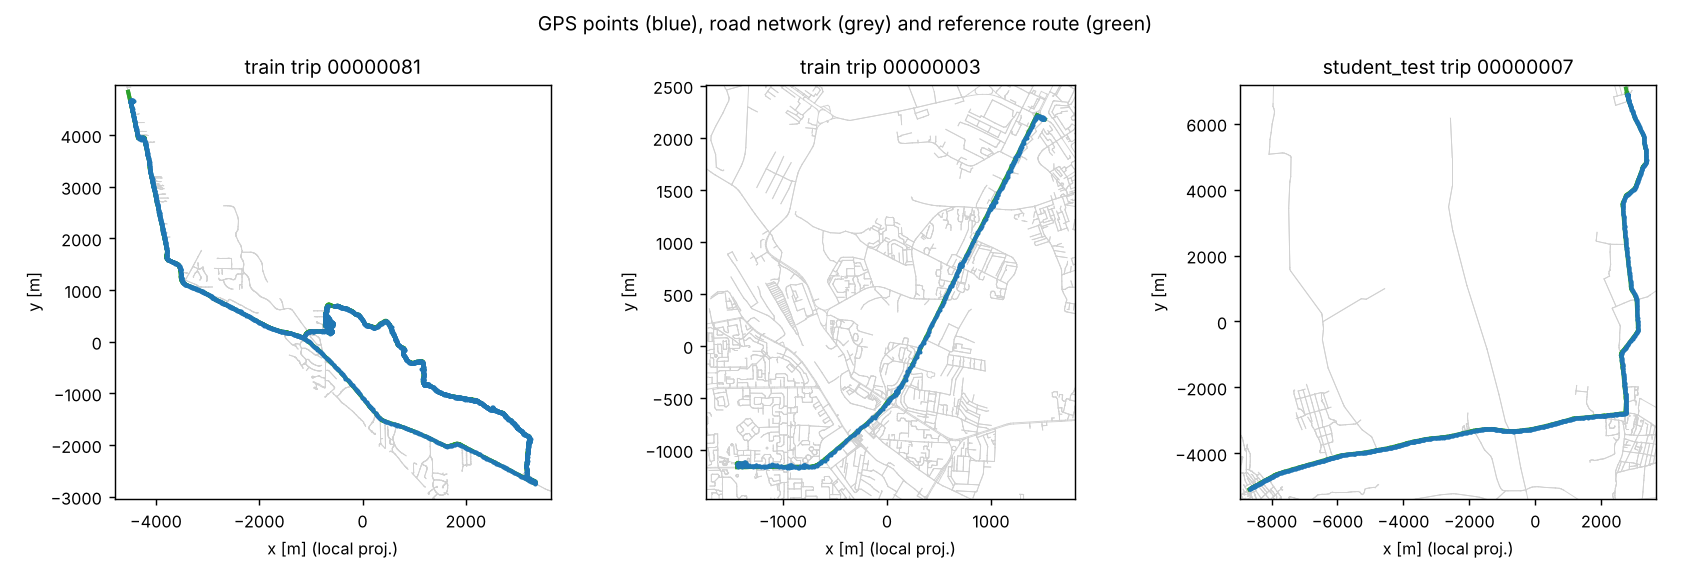 GPS points (blue), road network (grey) and reference route (green)
train trip 00000081
train trip 00000003
student_test trip 00000007
4000
3000
2000
1000
0
−1000
−2000
−3000
y [m]
−4000 −2000 0 2000
x [m] (local proj.)
2500
2000
1500
1000
500
0
−500
−1000
y [m]
−1000 0 1000
x [m] (local proj.)
6000
4000
2000
0
−2000
−4000
y [m]
−8000 −6000 −4000 −2000 0 2000
x [m] (local proj.)